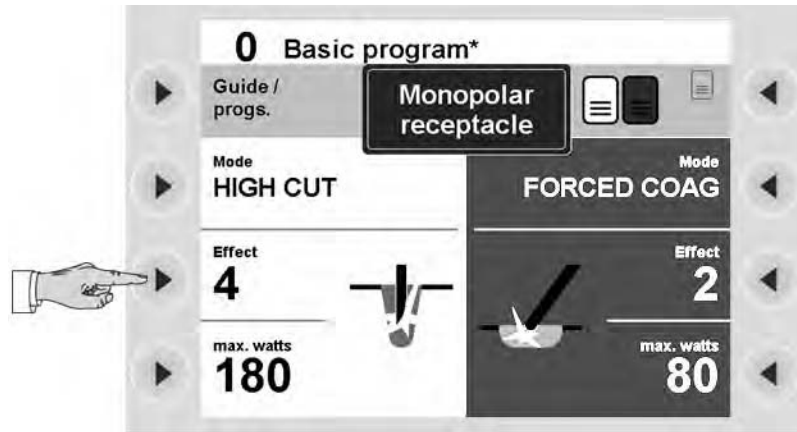 0 Basic program*
Guide /
progs.
Monopolar
receptacle
Mode
HIGH CUT
Mode
FORCED COAG
Effect
4
Effect
2
max. watts
180
max. watts
80